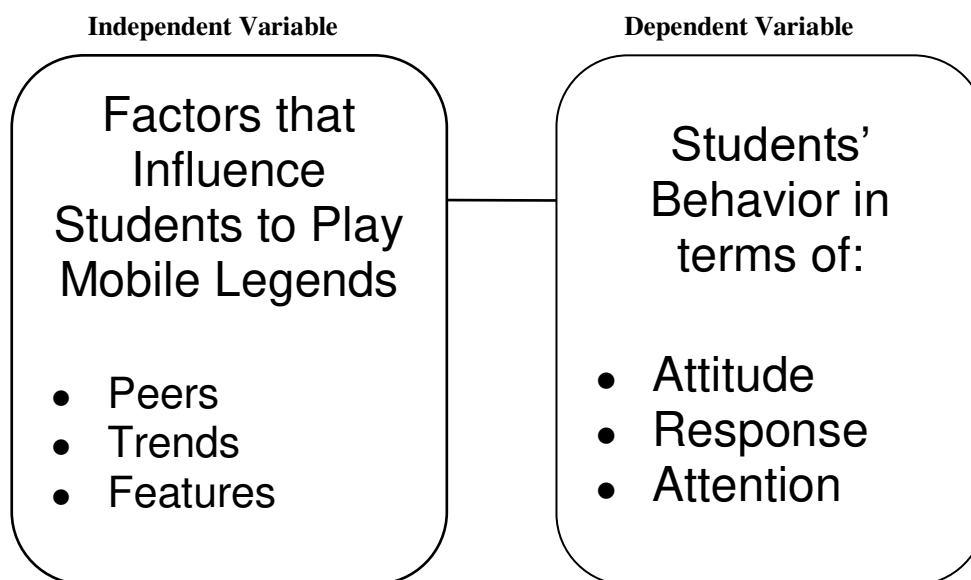 Independent Variable
Dependent Variable
Factors that
Influence
Students to Play
Mobile Legends
● Peers
● Trends
● Features
Students’
Behavior in
terms of:
● Attitude
● Response
● Attention